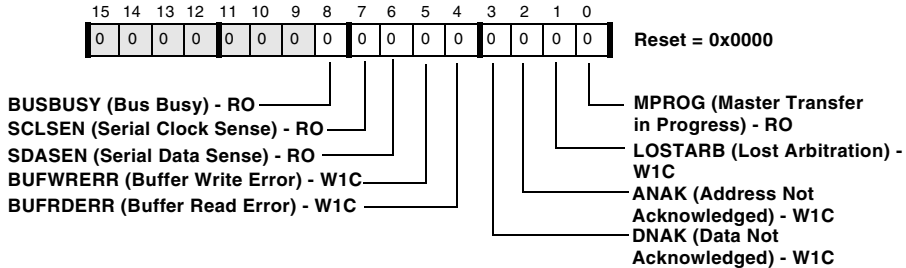 15 14 13 12 11 10 9 8 7 6 5 4 3 2 1 0
0 0 0 0 0 0 0 0 0 0 0 0 0 0 0 0 Reset = 0x0000
BUSBUSY (Bus Busy) - RO
SCLSEN (Serial Clock Sense) - RO
SDASEN (Serial Data Sense) - RO
BUFWRERR (Buffer Write Error) - W1C
BUFRDERR (Buffer Read Error) - W1C
MPROG (Master Transfer
in Progress) - RO
LOSTARB (Lost Arbitration) -
W1C
ANAK (Address Not
Acknowledged) - W1C
DNAK (Data Not
Acknowledged) - W1C